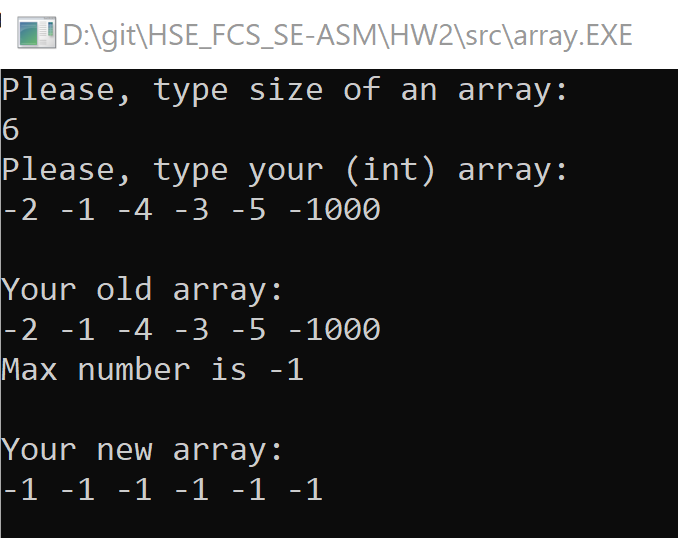 D:\git\HSE_FCS_SE-ASM\HW2\src\array.EXE
Please, type size of an array:
6
Please, type your (int) array:
-2 -1 -4 -3 -5 -1000
Your old array:
-2 -1 -4 -3 -5 -1000
Max number is -1
Your new array:
-1 -1 -1 -1 -1 -1